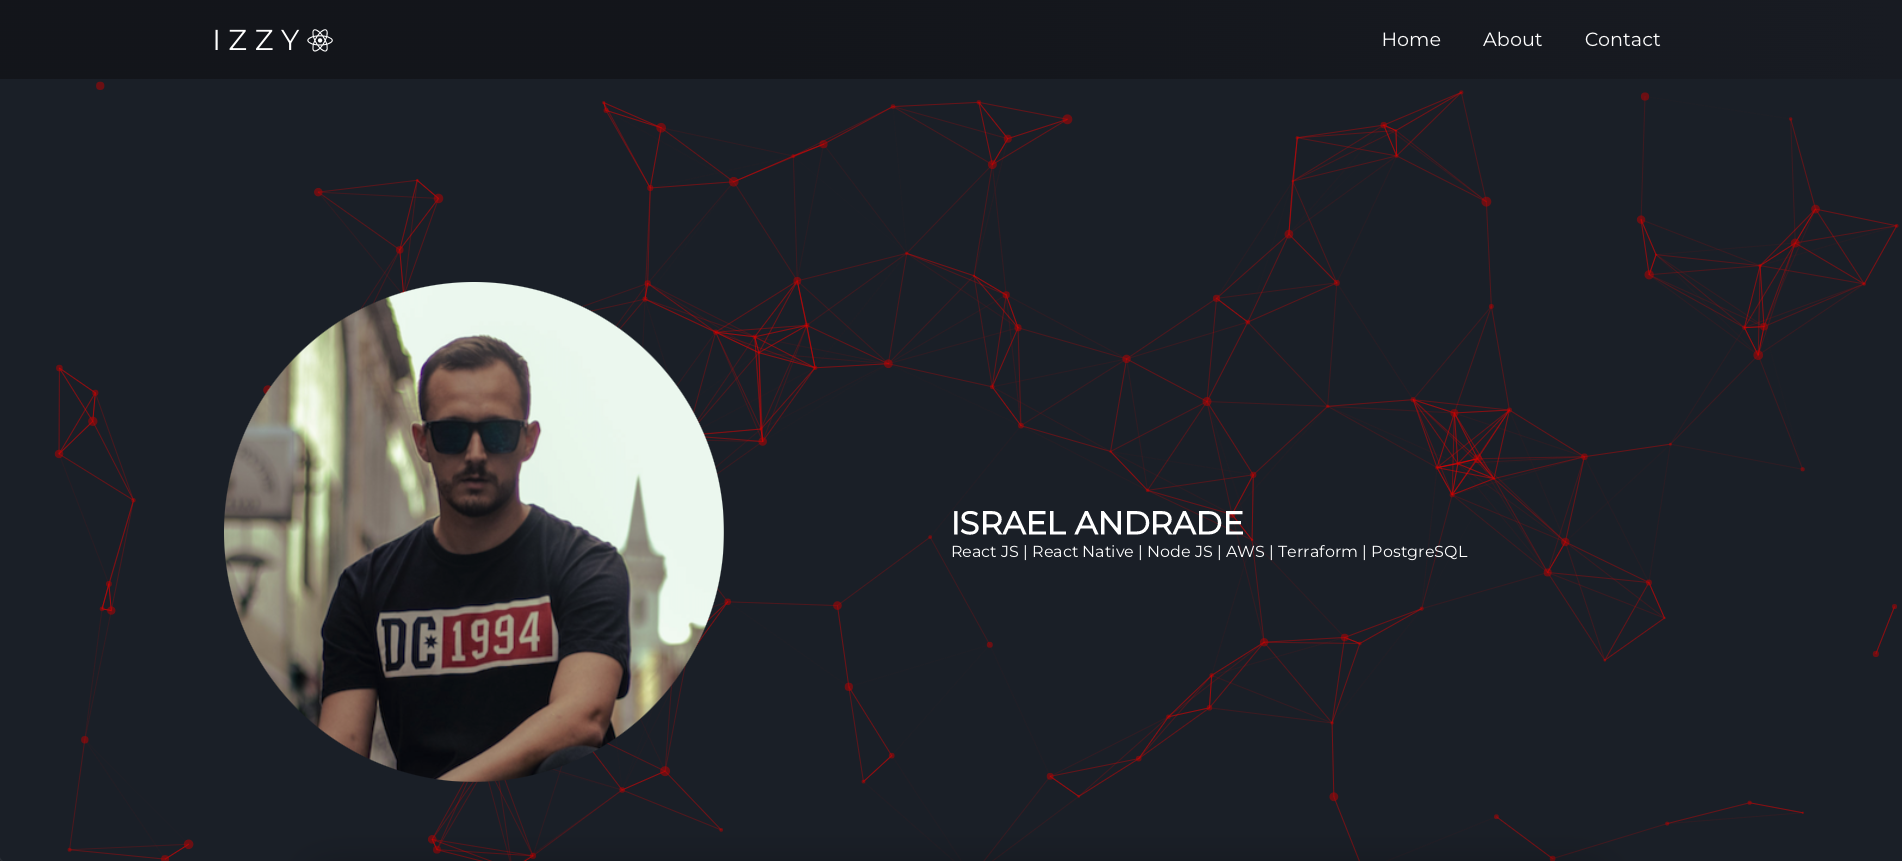 IZZY
Home About Contact
DC 1994
ISRAEL ANDRADE
React JS | React Native | Node JS | AWS | Terraform | PostgreSQL